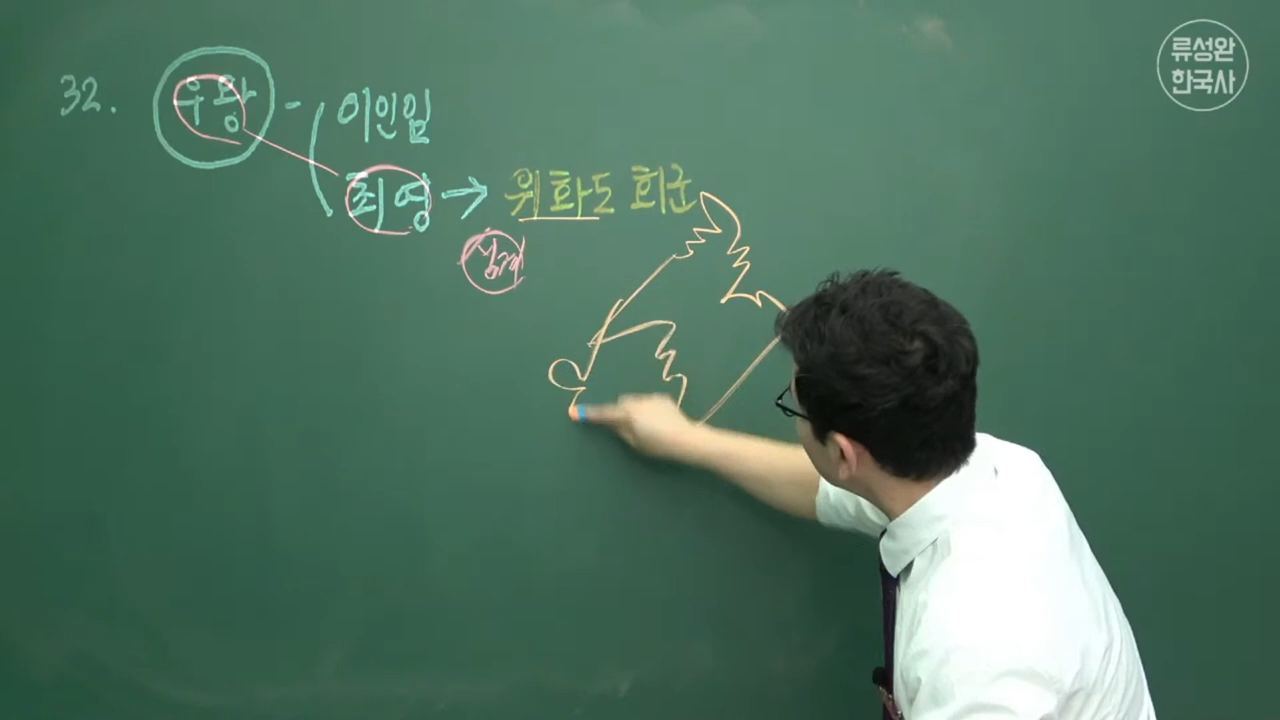 류성완
한국사
32. 우왕 - 이인임
최영 → 위화도 회군